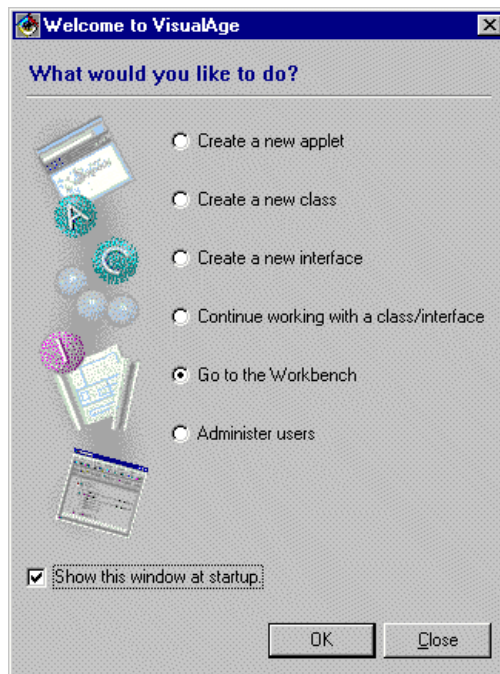 Welcome to VisualAge
What would you like to do?
Create a new applet
Create a new class
Create a new interface
Continue working with a class/interface
Go to the Workbench
Administer users
Show this window at startup.
OK
Close
A
C
I